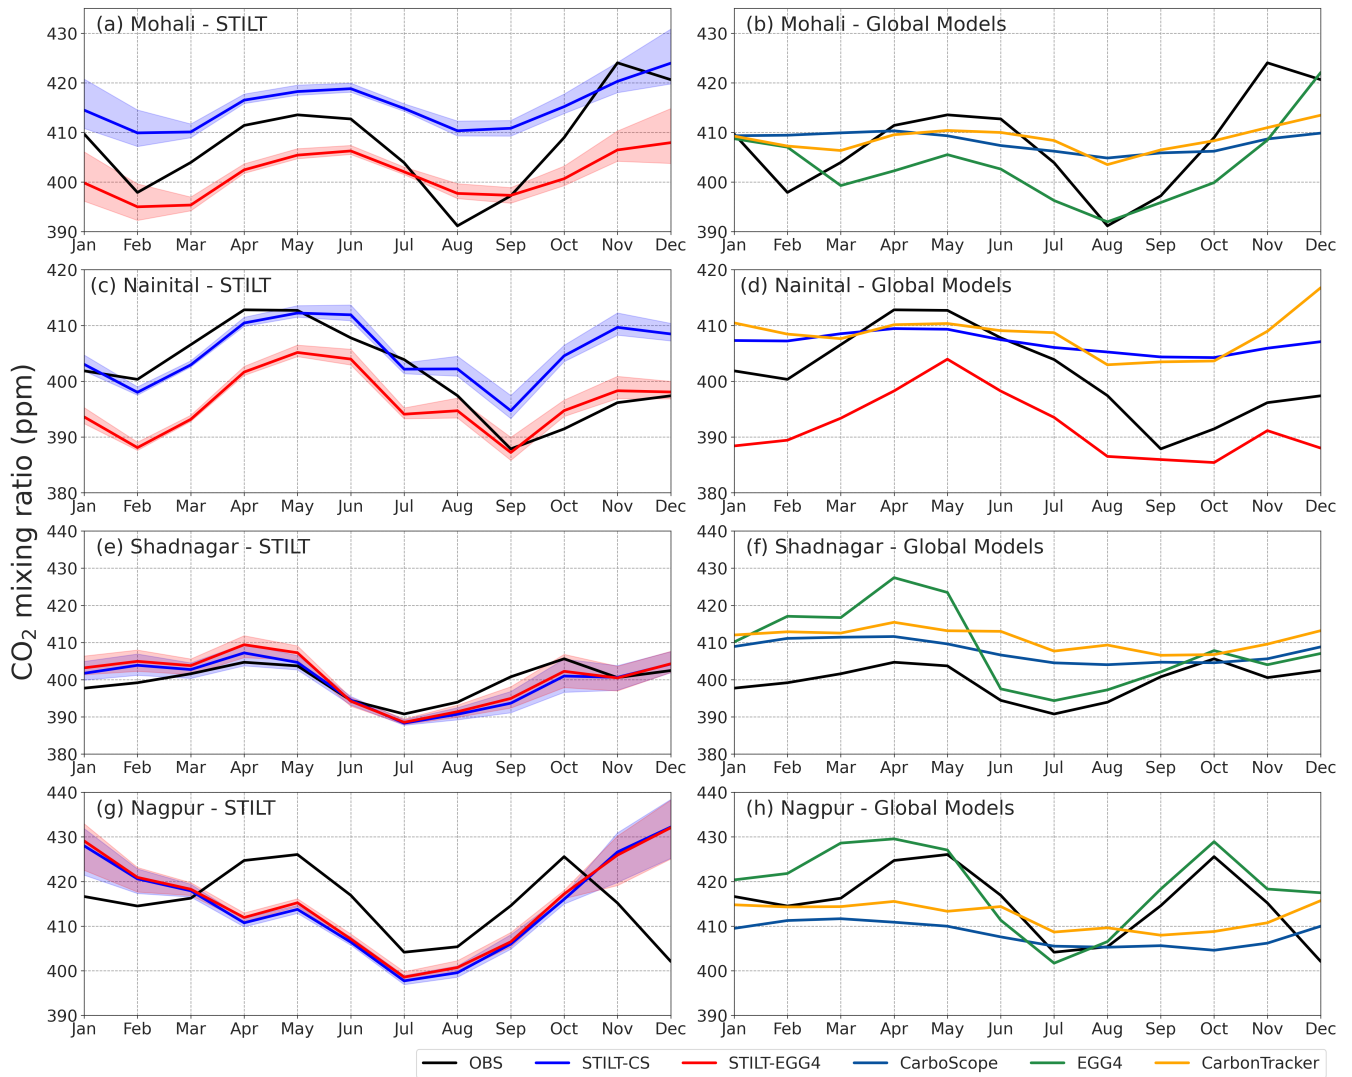 CO2 mixing ratio (ppm)
(a) Mohali - STILT
430
420
410
400
390
Jan Feb Mar Apr May Jun Jul Aug Sep Oct Nov Dec
(b) Mohali - Global Models
430
420
410
400
390
Jan Feb Mar Apr May Jun Jul Aug Sep Oct Nov Dec
(c) Nainital - STILT
420
410
400
390
380
Jan Feb Mar Apr May Jun Jul Aug Sep Oct Nov Dec
(d) Nainital - Global Models
420
410
400
390
380
Jan Feb Mar Apr May Jun Jul Aug Sep Oct Nov Dec
(e) Shadnagar - STILT
440
430
420
410
400
390
380
Jan Feb Mar Apr May Jun Jul Aug Sep Oct Nov Dec
(f) Shadnagar - Global Models
440
430
420
410
400
390
380
Jan Feb Mar Apr May Jun Jul Aug Sep Oct Nov Dec
(g) Nagpur - STILT
440
430
420
410
400
390
Jan Feb Mar Apr May Jun Jul Aug Sep Oct Nov Dec
(h) Nagpur - Global Models
440
430
420
410
400
390
Jan Feb Mar Apr May Jun Jul Aug Sep Oct Nov Dec
OBS STILT-CS STILT-EGG4 CarboScope EGG4 CarbonTracker